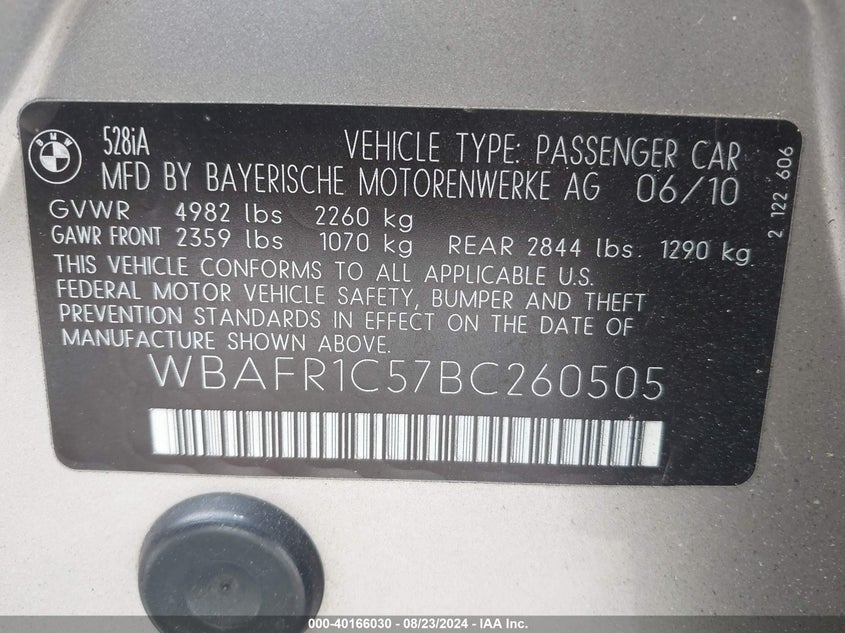 BMW
528iA
VEHICLE TYPE: PASSENGER CAR
MFD BY BAYERISCHE MOTORENWERKE AG 06/10
GVWR 4982 lbs 2260 kg
GAWR FRONT 2359 lbs 1070 kg REAR 2844 lbs. 1290 kg
THIS VEHICLE CONFORMS TO ALL APPLICABLE U.S.
FEDERAL MOTOR VEHICLE SAFETY, BUMPER AND THEFT
PREVENTION STANDARDS IN EFFECT ON THE DATE OF
MANUFACTURE SHOWN ABOVE.
WBAFR1C57BC260505
2 122 606
000-40166030 - 08/23/2024 - IAA Inc.